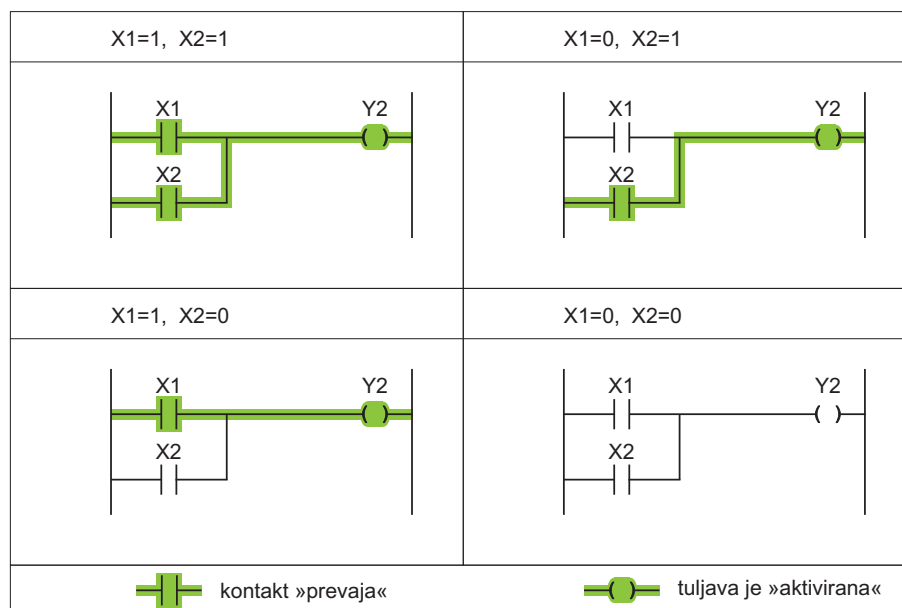 X1=1, X2=1
X1=0, X2=1
X1
Y2
X2
X1
Y2
X2
X1=1, X2=0
X1=0, X2=0
X1
Y2
X2
X1
Y2
X2
kontakt »prevaja«
tuljava je »aktivirana«